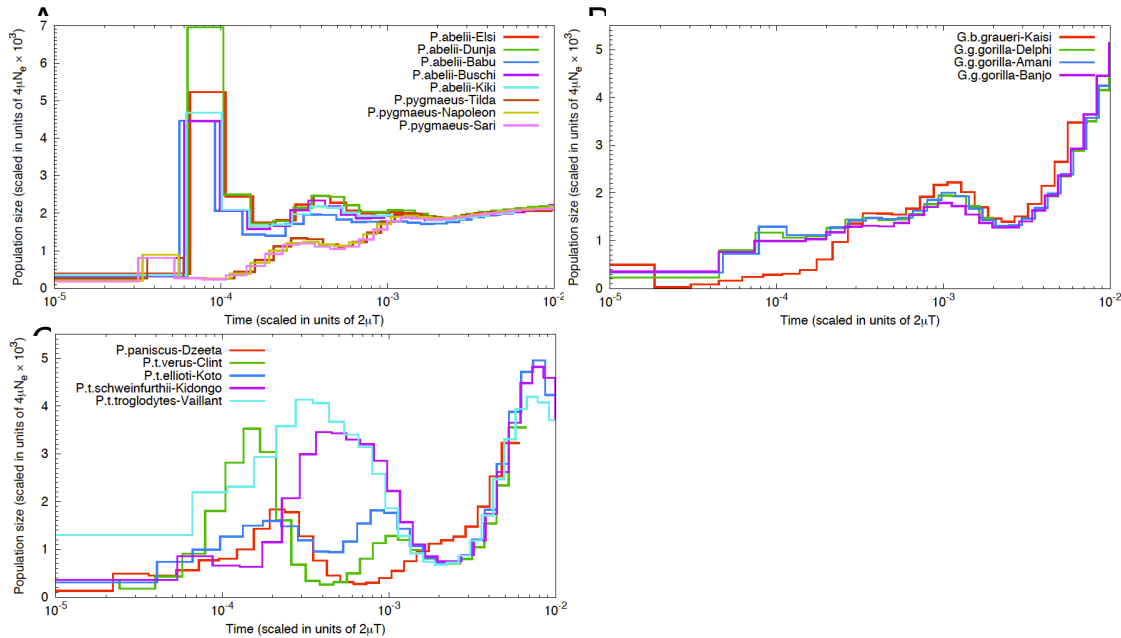 A
7
6
5
4
3
2
1
0
10-5
10-4
10-3
10-2
Population size (scaled in units of 4μNe × 10³)
Time (scaled in units of 2μT)
P.abelii-Elsi
P.abelii-Dunja
P.abelii-Babu
P.abelii-Buschi
P.abelii-Kiki
P.pygmaeus-Tilda
P.pygmaeus-Napoleon
P.pygmaeus-Sari
5
4
3
2
1
0
10-5
10-4
10-3
10-2
Population size (scaled in units of 4μNe × 10³)
Time (scaled in units of 2μT)
G.b.graueri-Kaisi
G.g.gorilla-Delphi
G.g.gorilla-Amani
G.g.gorilla-Banjo
5
4
3
2
1
0
10-5
10-4
10-3
10-2
Population size (scaled in units of 4μNe × 10³)
Time (scaled in units of 2μT)
P.paniscus-Dzeeta
P.t.verus-Clint
P.t.ellioti-Koto
P.t.schweinfurthii-Kidongo
P.t.troglodytes-Vaillant